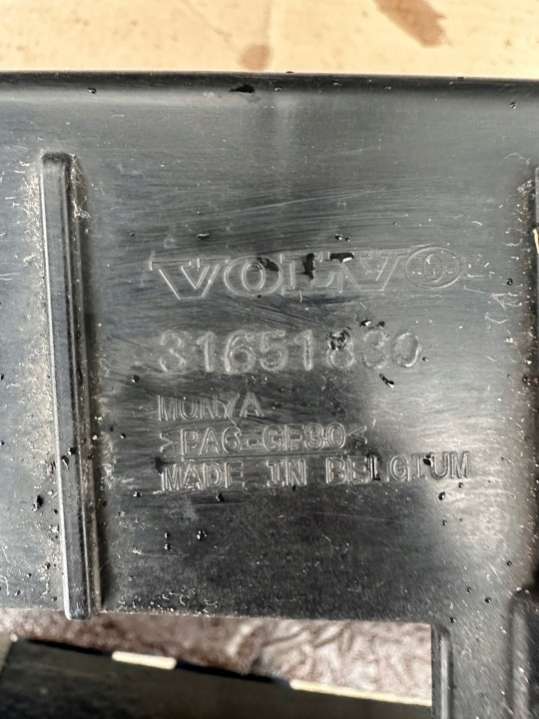 VOLVO
31651830
MONYA
>PA6-GF30<
MADE IN BELGIUM